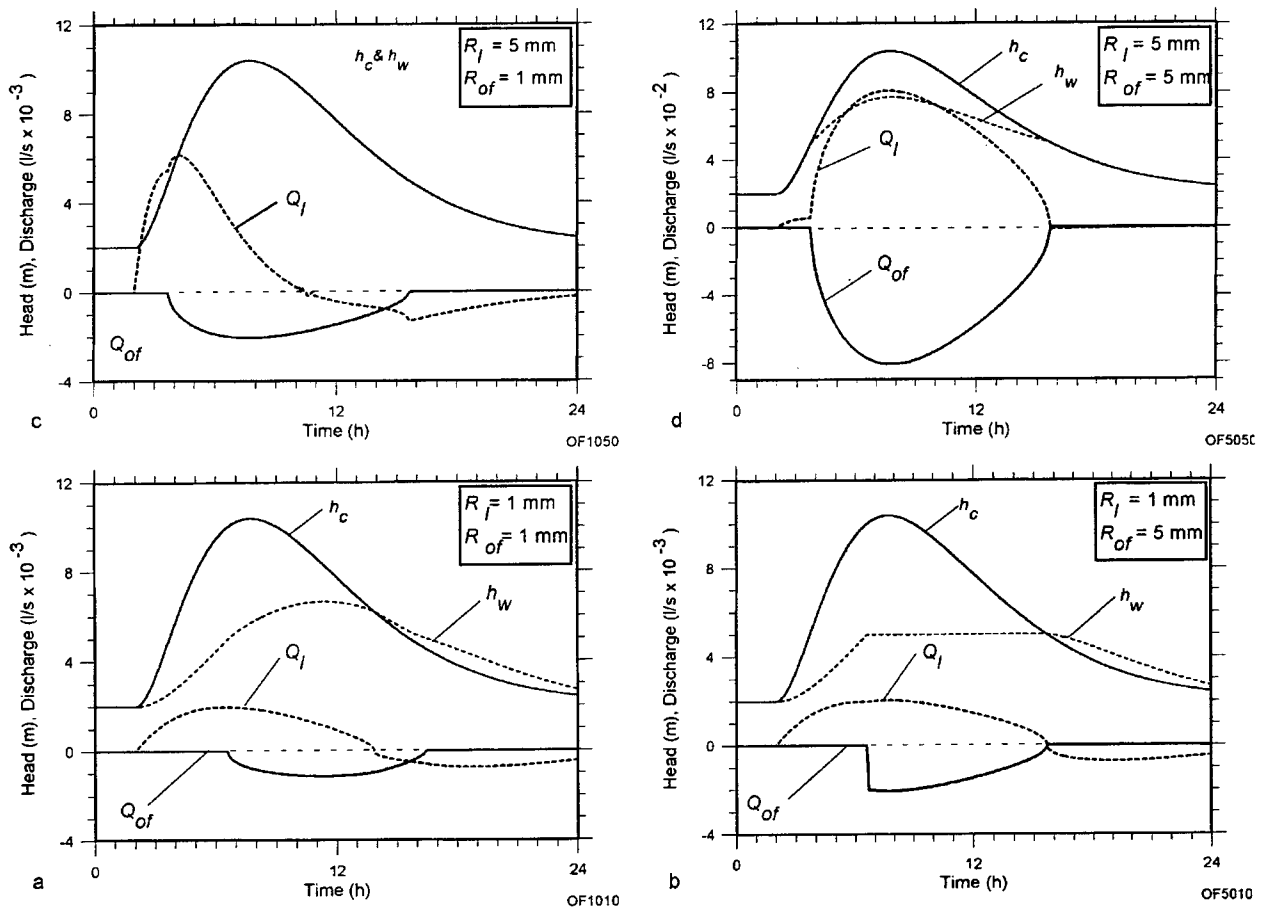 Head (m), Discharge (l/s x 10⁻³)
12
8
4
0
-4
h_c & h_w
R_l = 5 mm
R_of = 1 mm
Q_l
Q_of
0
12
24
Time (h)
c
OF1050
Head (m), Discharge (l/s x 10⁻²)
12
8
4
0
-4
-8
h_c
h_w
R_l = 5 mm
R_of = 5 mm
Q_l
Q_of
0
12
24
Time (h)
d
OF5050
Head (m), Discharge (l/s x 10⁻³)
12
8
4
0
-4
h_c
R_l = 1 mm
R_of = 1 mm
h_w
Q_l
Q_of
0
12
24
Time (h)
a
OF1010
Head (m), Discharge (l/s x 10⁻³)
12
8
4
0
-4
h_c
R_l = 1 mm
R_of = 5 mm
h_w
Q_l
Q_of
0
12
24
Time (h)
b
OF5010